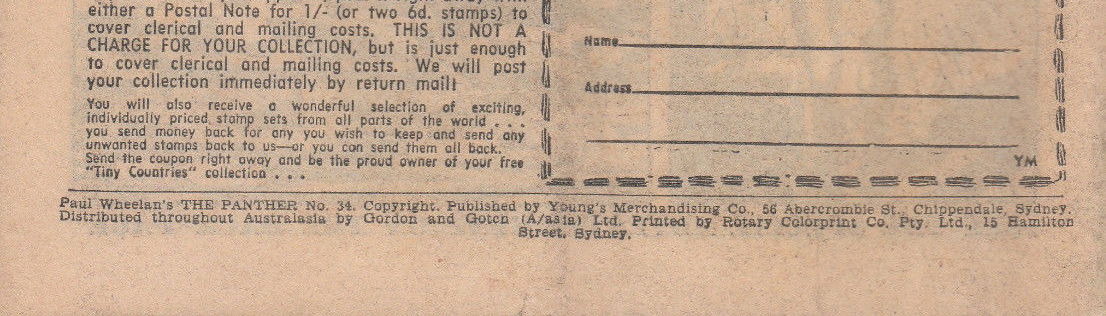 either a Postal Note for 1/- (or two 6d. stamps) to
cover clerical and mailing costs. THIS IS NOT A
CHARGE FOR YOUR COLLECTION, but is just enough
to cover clerical and mailing costs. We will post
your collection immediately by return mail!
You will also receive a wonderful selection of exciting,
individually priced stamp sets from all parts of the world . . .
you send money back for any you wish to keep and send any
unwanted stamps back to us—or you can send them all back.
Send the coupon right away and be the proud owner of your free
"Tiny Countries" collection . . .
Name
Address
YM
Paul Wheelan's THE PANTHER No. 34. Copyright. Published by Young's Merchandising Co., 56 Abercrombie St., Chippendale, Sydney.
Distributed throughout Australasia by Gordon and Gotch (A/asia) Ltd. Printed by Rotary Colorprint Co. Pty. Ltd., 15 Hamilton
Street, Sydney.